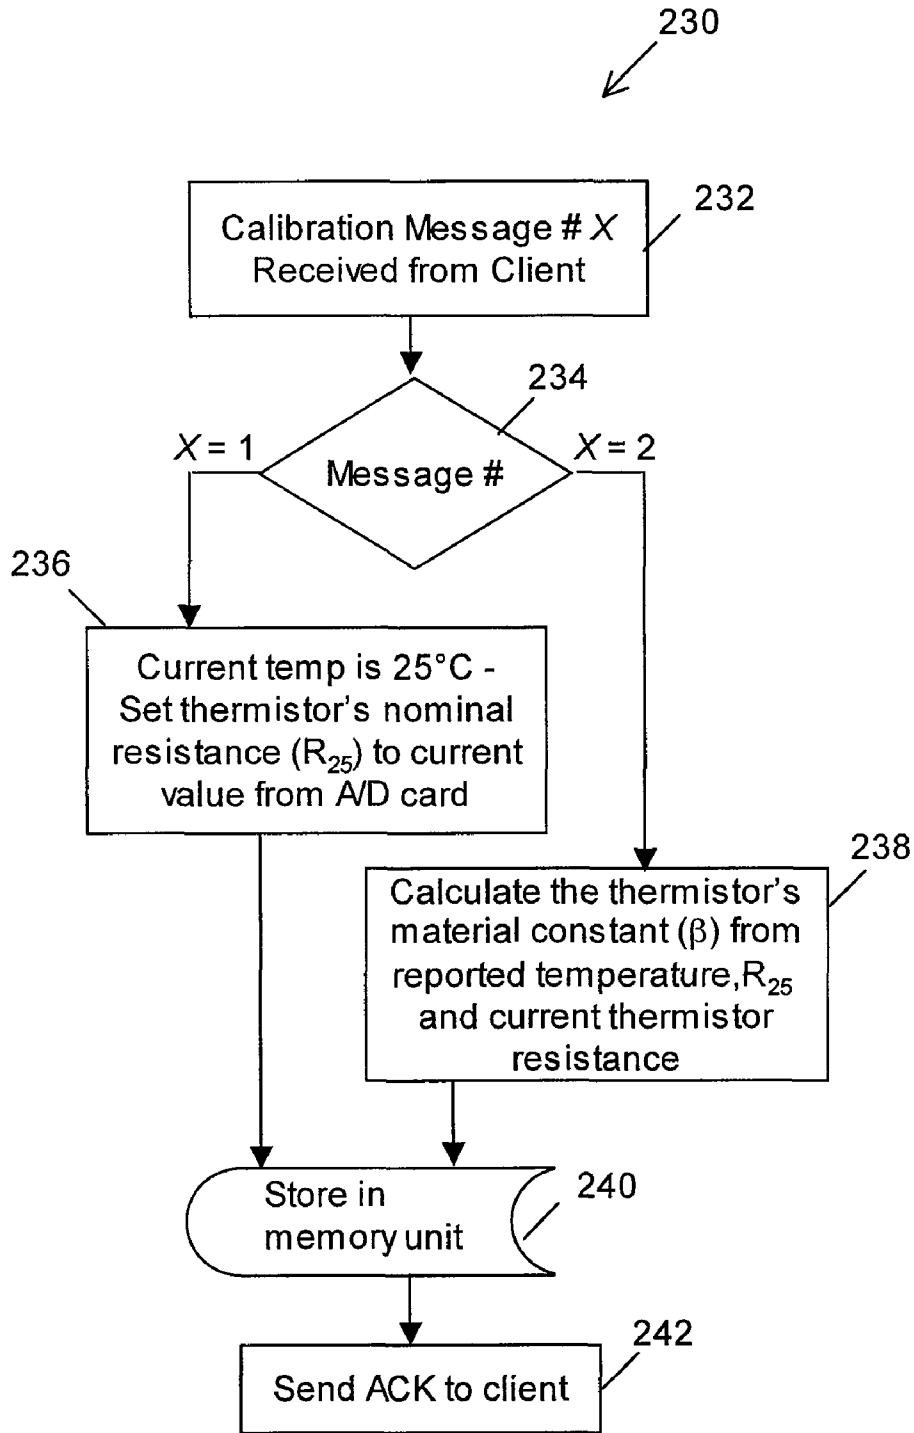 230
Calibration Message # X
Received from Client
232
234
X = 1
Message #
X = 2
236
Current temp is 25°C -
Set thermistor's nominal
resistance (R₂₅) to current
value from A/D card
238
Calculate the thermistor's
material constant (β) from
reported temperature,R₂₅
and current thermistor
resistance
Store in
memory unit
240
242
Send ACK to client